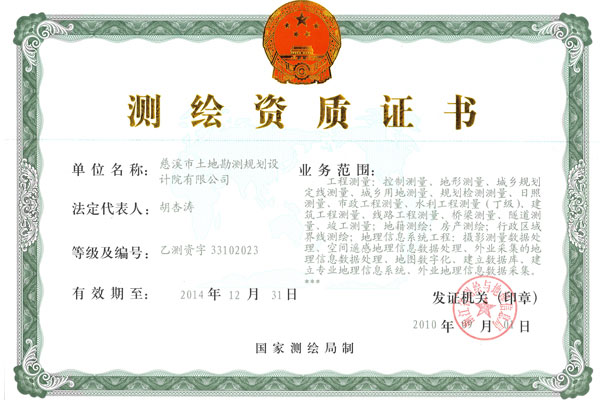 测绘资质证书
单位名称:
慈溪市土地勘测规划设
计院有限公司
法定代表人:
胡杏涛
等级及编号:
乙测资字 33102023
有效期至:
2014 年 12 月 31 日
业务范围:
工程测量：控制测量、地形测量、城乡规划
定线测量、城乡用地测量、规划检测测量、日照
测量、市政工程测量、水利工程测量(丁级)、建
筑工程测量、线路工程测量、桥梁测量、隧道测
量、竣工测量；地籍测绘；房产测绘；行政区域
界线测绘；地理信息系统工程：摄影测量数据处
理、空间遥感地理信息数据处理、外业采集的地
理信息数据处理、地图数字化、建立数据库、建
立专业地理信息系统、外业地理信息数据采集。
***
发证机关（印章）
2010 年 09 月 01 日
国家测绘局制